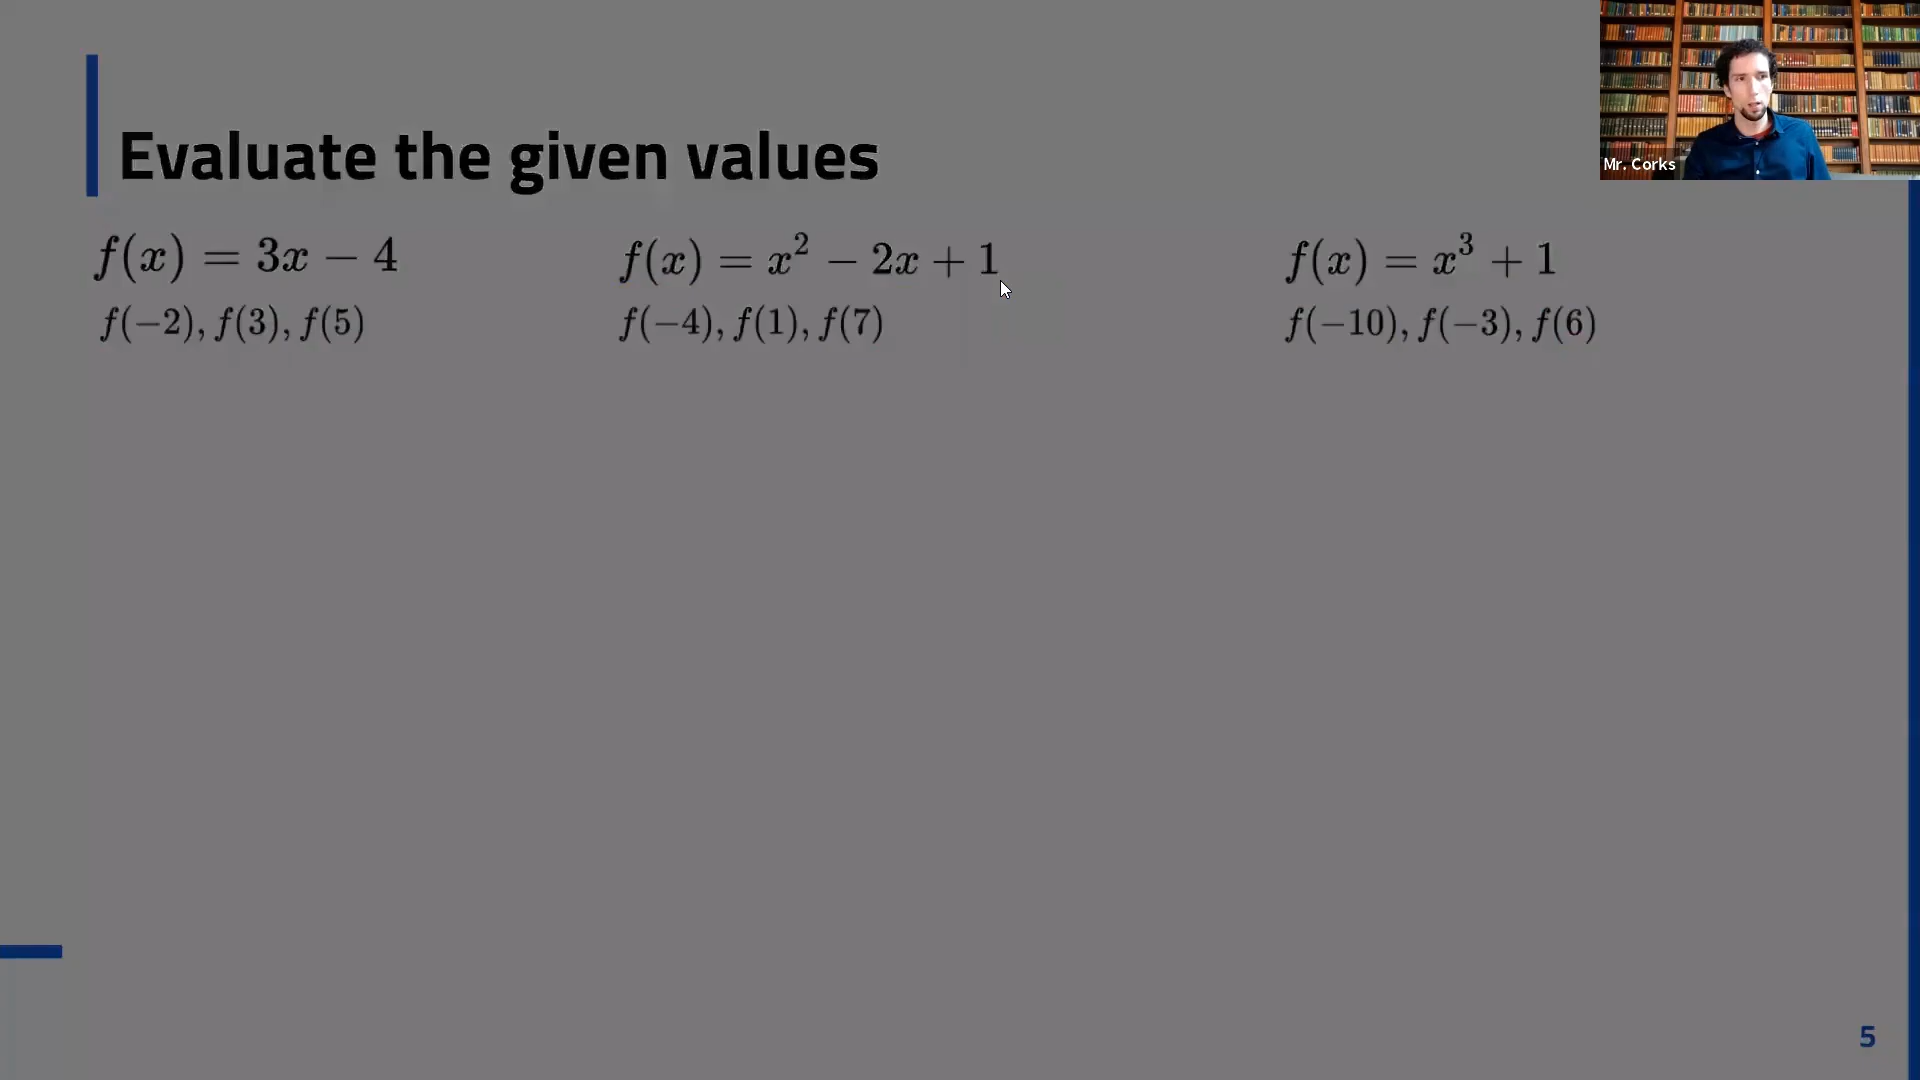 Evaluate the given values
Mr. Corks
f(x) = 3x − 4
f(−2), f(3), f(5)
f(x) = x² − 2x + 1
f(−4), f(1), f(7)
f(x) = x³ + 1
f(−10), f(−3), f(6)
5